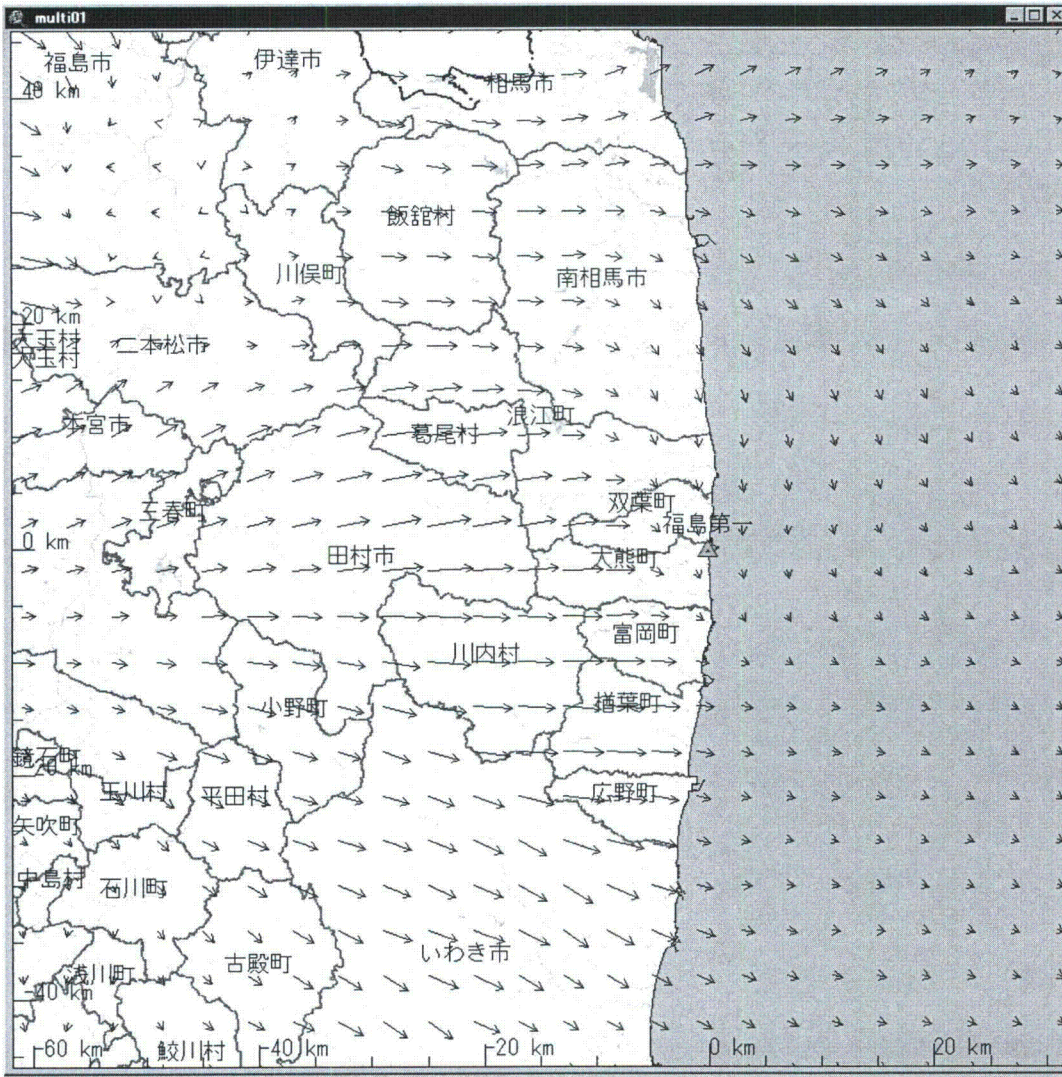 multi01
福島市
伊達市
相馬市
40 km
飯舘村
川俣町
南相馬市
20 km
大玉村
大玉村
二本松市
本宮市
浪江町
葛尾村
三春町
双葉町
福島第一
0 km
田村市
大熊町
富岡町
川内村
小野町
楢葉町
鏡石町
-20 km
玉川村
平田村
広野町
矢吹町
中島村
石川町
いわき市
古殿町
浅川町
-40 km
鮫川村
-60 km
-40 km
-20 km
0 km
20 km